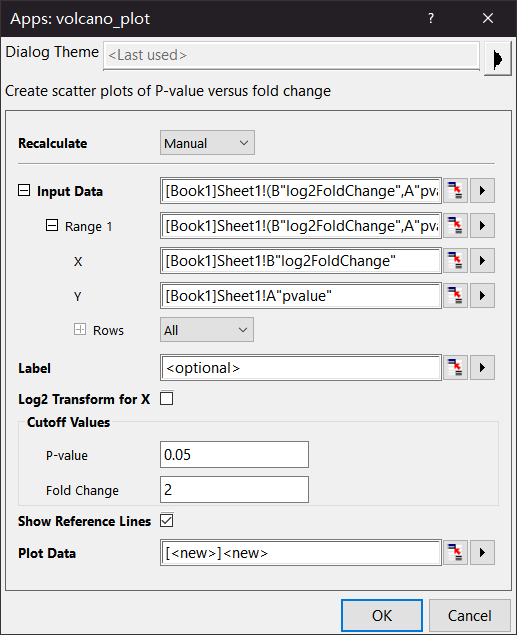 Apps: volcano_plot
Dialog Theme <Last used>
Create scatter plots of P-value versus fold change
Recalculate Manual
Input Data [Book1]Sheet1!(B"log2FoldChange",A"pva
Range 1 [Book1]Sheet1!(B"log2FoldChange",A"pva
X [Book1]Sheet1!B"log2FoldChange"
Y [Book1]Sheet1!A"pvalue"
Rows All
Label <optional>
Log2 Transform for X
Cutoff Values
P-value 0.05
Fold Change 2
Show Reference Lines
Plot Data [<new>]<new>
OK Cancel